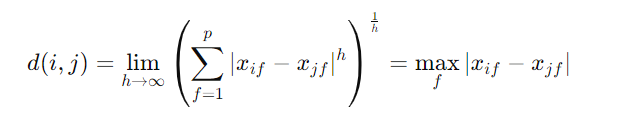 d(i, j) = lim_{h→∞} ( ∑_{f=1}^{p} |x_{if} − x_{jf}|^h )^{1/h} = max_f |x_{if} − x_{jf}|